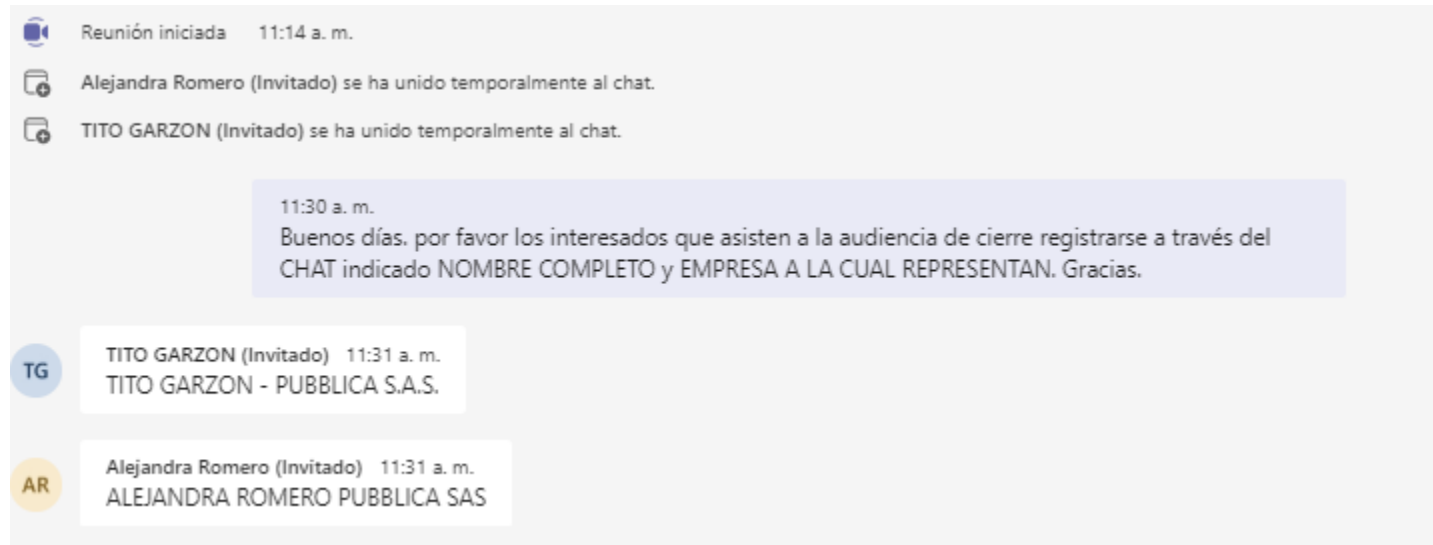 Reunión iniciada 11:14 a. m.
Alejandra Romero (Invitado) se ha unido temporalmente al chat.
TITO GARZON (Invitado) se ha unido temporalmente al chat.
11:30 a. m.
Buenos días. por favor los interesados que asisten a la audiencia de cierre registrarse a través del
CHAT indicado NOMBRE COMPLETO y EMPRESA A LA CUAL REPRESENTAN. Gracias.
TITO GARZON (Invitado) 11:31 a. m.
TG
TITO GARZON - PUBBLICA S.A.S.
Alejandra Romero (Invitado) 11:31 a. m.
AR
ALEJANDRA ROMERO PUBBLICA SAS